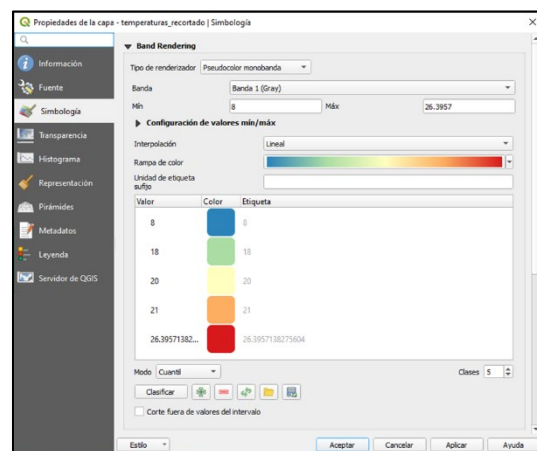 Propiedades de la capa - temperaturas_recortado | Simbología
Información
Fuente
Simbología
Transparencia
Histograma
Representación
Pirámides
Metadatos
Leyenda
Servidor de QGIS
Band Rendering
Tipo de renderizador Pseudocolor monobanda
Banda Banda 1 (Gray)
Mín 8 Máx 26.3957
Configuración de valores mín/máx
Interpolación Lineal
Rampa de color
Unidad de etiqueta
sufijo
Valor Color Etiqueta
8 8
18 18
20 20
21 21
26.39571382... 26.3957138275604
Modo Cuantil Clases 5
Clasificar
Corte fuera de valores del intervalo
Estilo Aceptar Cancelar Aplicar Ayuda